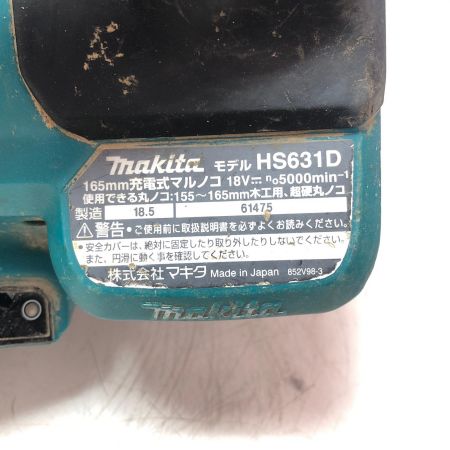 makita モデル HS631D
165mm充電式マルノコ 18V⎓ n₀5000min⁻¹
使用できる丸ノコ:155~165mm木工用、超硬丸ノコ
製造 18.5 61475
⚠警告・ご使用前に取扱説明書を必ずよくお読みください。
・安全カバーは、絶対に固定したり取り外したりしないでください。
また、円滑に動く事を確認してください。
株式会社マキタ Made in Japan 852V98-3
makita